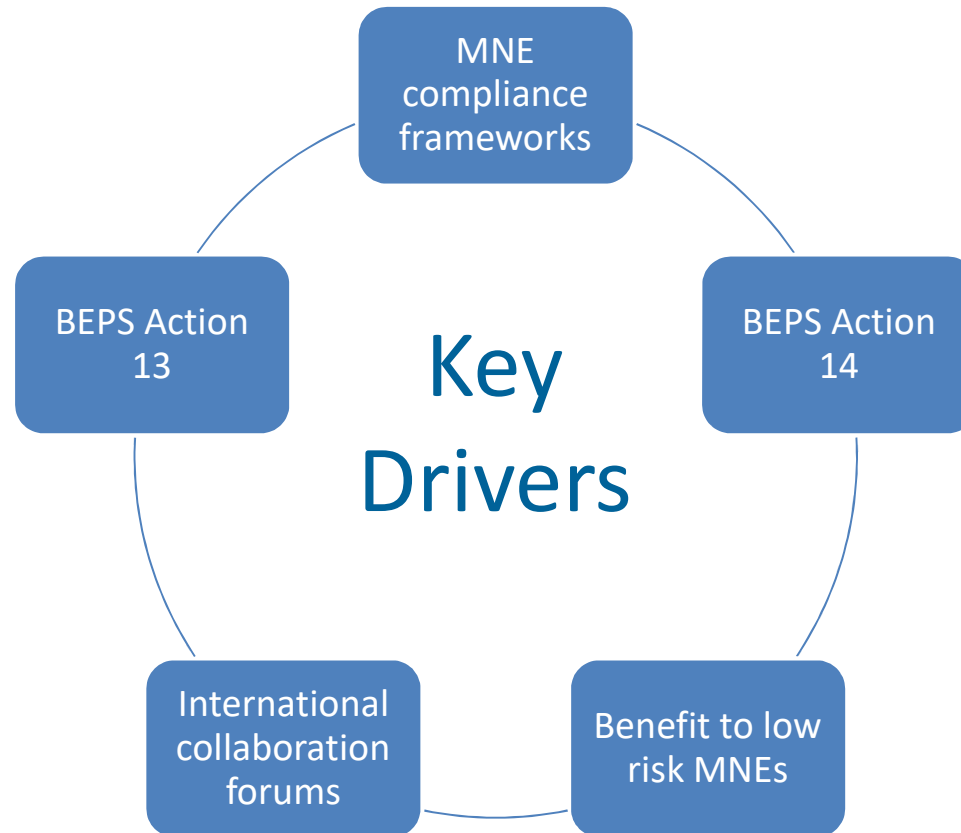 MNE
compliance
frameworks
BEPS Action
13
BEPS Action
14
Key
Drivers
International
collaboration
forums
Benefit to low
risk MNEs